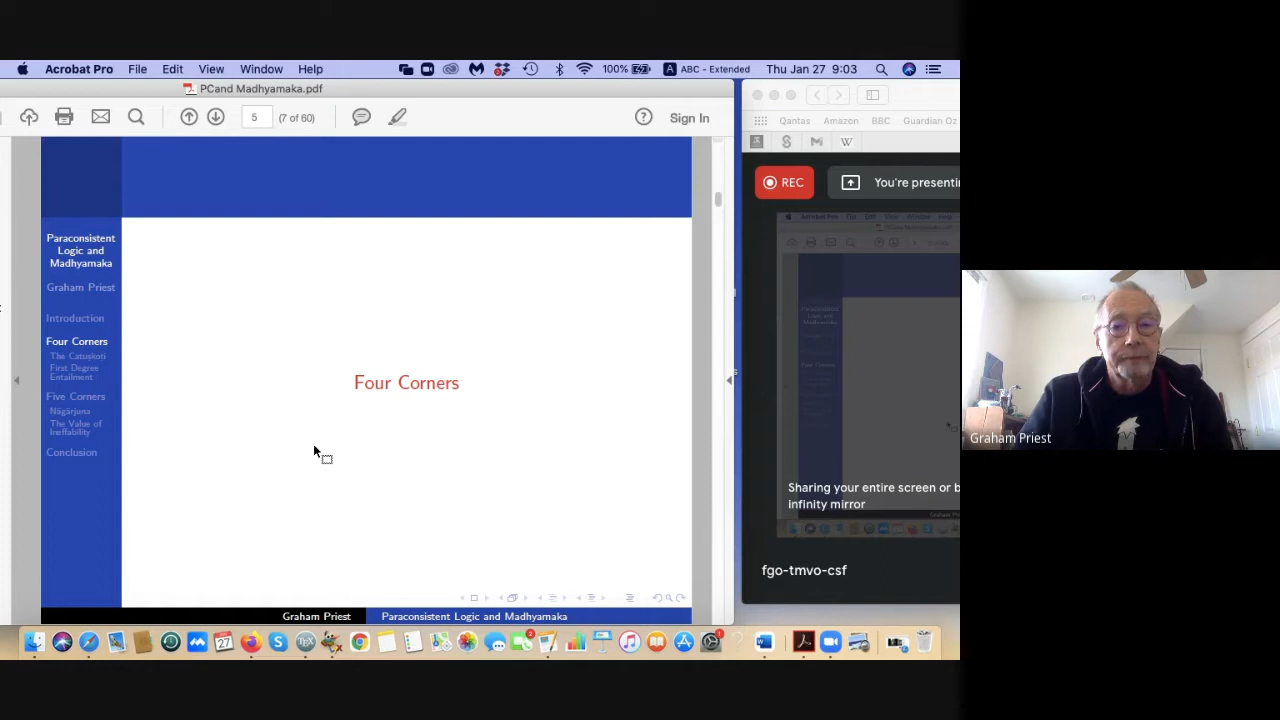 Acrobat Pro File Edit View Window Help 100% A ABC - Extended Thu Jan 27 9:03
PCand Madhyamaka.pdf
5 (7 of 60) Sign In
Qantas Amazon BBC Guardian Oz
W
REC You're presentin
Paraconsistent
Logic and
Madhyamaka
Graham Priest
Introduction
Four Corners
The Catuskoti
First Degree
Entailment
Five Corners
Nāgārjuna
The Value of
Ineffability
Conclusion
Four Corners
Sharing your entire screen or b
infinity mirror
fgo-tmvo-csf
Graham Priest Paraconsistent Logic and Madhyamaka
Graham Priest